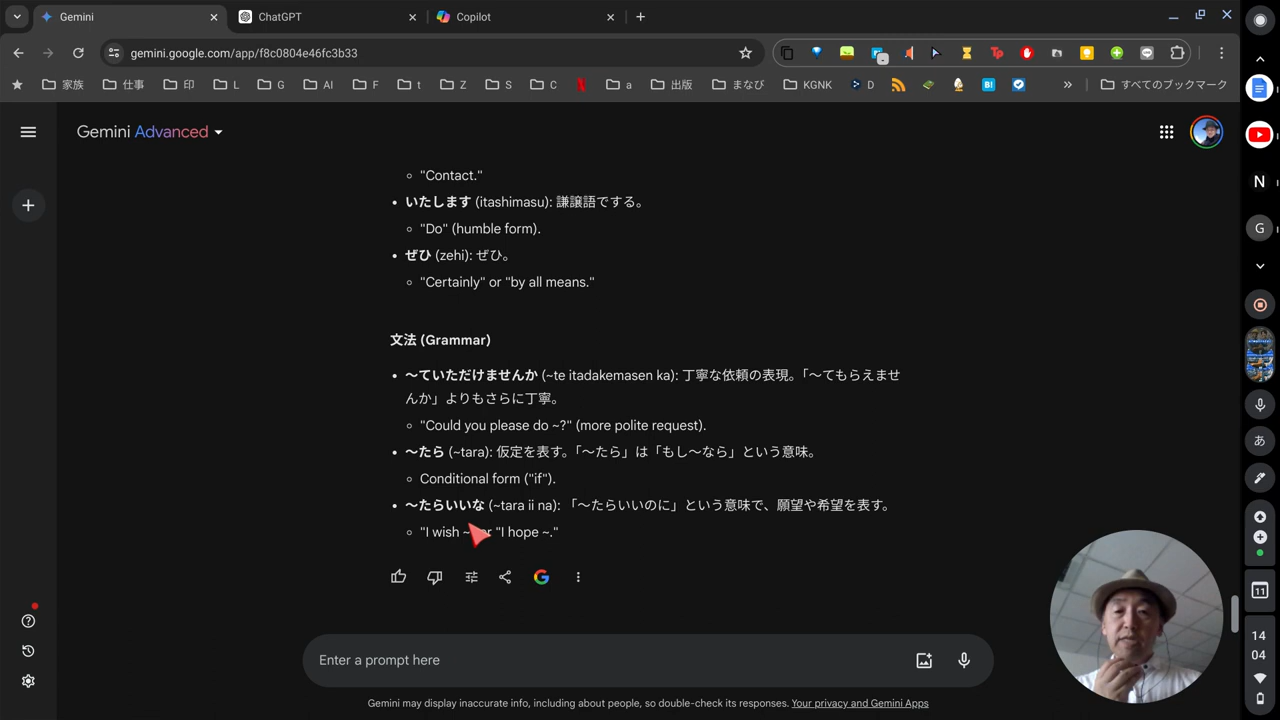 Gemini
ChatGPT
Copilot
gemini.google.com/app/f8c0804e46fc3b33
家族
仕事
印
L
G
AI
F
t
Z
S
C
a
出版
まなび
KGNK
D
すべてのブックマーク
Gemini Advanced
"Contact."
いたします (itashimasu): 謙譲語でする。
"Do" (humble form).
ぜひ (zehi): ぜひ。
"Certainly" or "by all means."
文法 (Grammar)
～ていただけませんか (~te itadakemasen ka): 丁寧な依頼の表現。「～てもらえませ
んか」よりもさらに丁寧。
"Could you please do ~?" (more polite request).
～たら (~tara): 仮定を表す。「～たら」は「もし～なら」という意味。
Conditional form ("if").
～たらいいな (~tara ii na): 「～たらいいのに」という意味で、願望や希望を表す。
"I wish ~ or "I hope ~."
Enter a prompt here
Gemini may display inaccurate info, including about people, so double-check its responses. Your privacy and Gemini Apps
N
G
あ
11
14
04